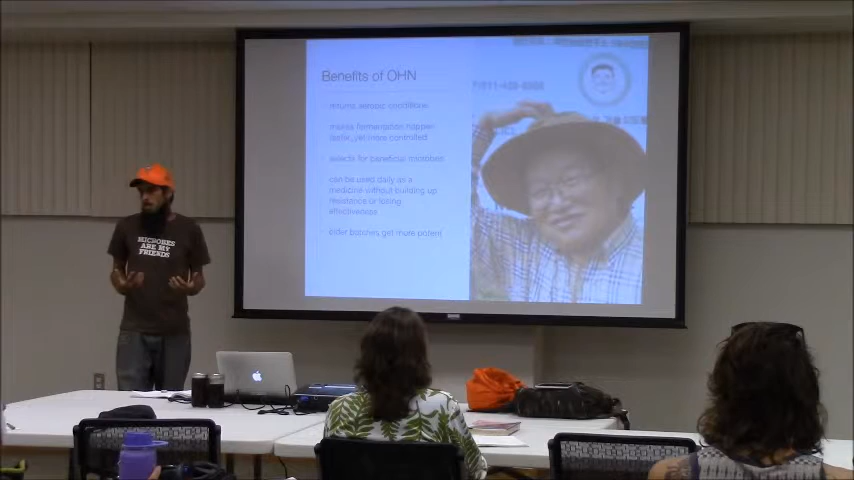 Benefits of OHN
returns aerobic conditions
makes fermentation happen
faster, yet more controlled
selects for beneficial microbes
can be used daily as a
medicine without building up
resistance or losing
effectiveness
older batches get more potent
MICROBES
ARE MY
FRIENDS